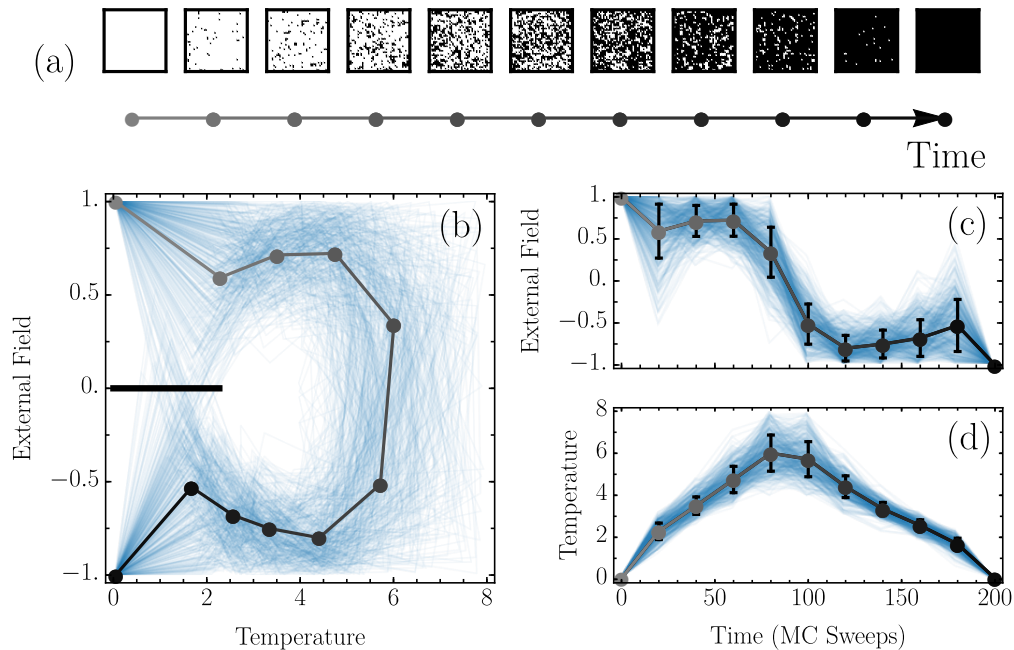 (a)
Time
1.
0.5
0.
−0.5
−1.
External Field
(b)
0
2
4
6
8
Temperature
1.
0.5
0.
−0.5
−1.
External Field
(c)
8
6
4
2
0
Temperature
(d)
0
50
100
150
200
Time (MC Sweeps)